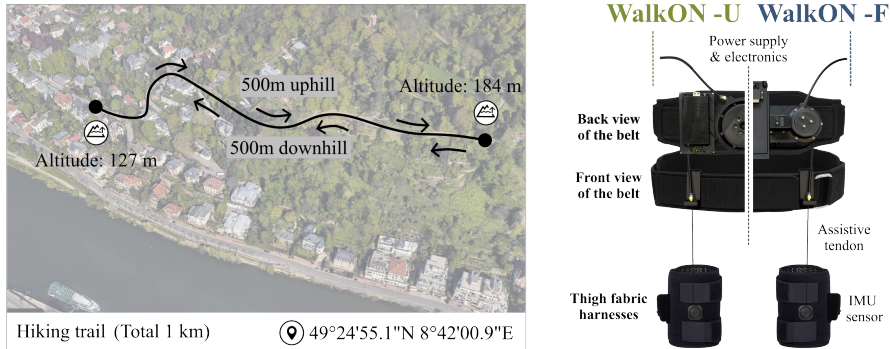 500m uphill
Altitude: 184 m
500m downhill
Altitude: 127 m
Hiking trail (Total 1 km)
49°24'55.1"N 8°42'00.9"E
WalkON -U
WalkON -F
Power supply
& electronics
Back view
of the belt
Front view
of the belt
Assistive
tendon
Thigh fabric
harnesses
IMU
sensor